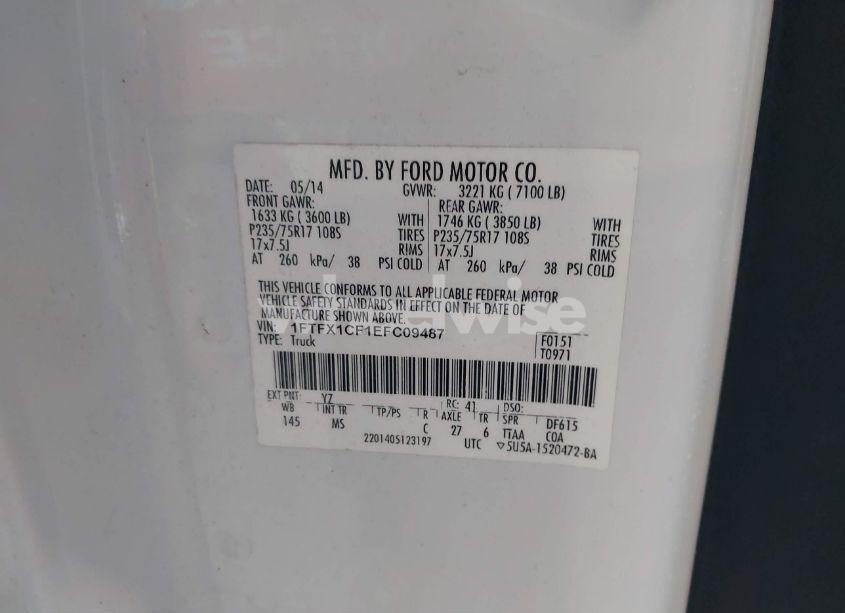 MFD. BY FORD MOTOR CO.
DATE: 05/14 GVWR: 3221 KG ( 7100 LB)
FRONT GAWR: REAR GAWR:
1633 KG ( 3600 LB) WITH 1746 KG ( 3850 LB) WITH
P235/75R17 108S TIRES P235/75R17 108S TIRES
17x7.5J RIMS 17x7.5J RIMS
AT 260 kPa/ 38 PSI COLD AT 260 kPa/ 38 PSI COLD
THIS VEHICLE CONFORMS TO ALL APPLICABLE FEDERAL MOTOR
VEHICLE SAFETY STANDARDS IN EFFECT ON THE DATE OF
MANUFACTURE SHOWN ABOVE.
VIN: 1FTFX1CF1EFC09487 F0151
TYPE: Truck T0971
EXT PNT: YZ RC: 41 DSO:
WB INT TR TP/PS R AXLE TR SPR DF615
145 MS C 27 6 TTAA COA
2201405123197 UTC ▽5U5A-1520472-BA